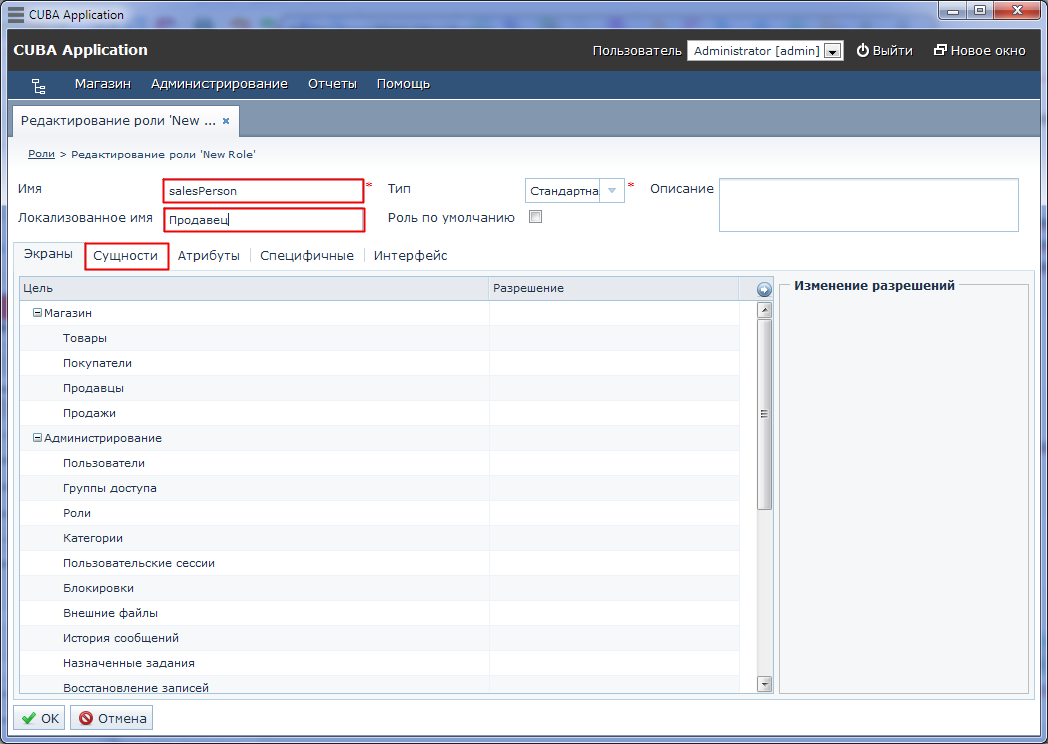 CUBA Application
CUBA Application Пользователь Administrator [admin] Выйти Новое окно
Магазин Администрирование Отчеты Помощь
Редактирование роли 'New ... ×
Роли > Редактирование роли 'New Role'
Имя salesPerson * Тип Стандартна * Описание
Локализованное имя Продавец Роль по умолчанию
Экраны Сущности Атрибуты Специфичные Интерфейс
Цель Разрешение Изменение разрешений
Магазин
Товары
Покупатели
Продавцы
Продажи
Администрирование
Пользователи
Группы доступа
Роли
Категории
Пользовательские сессии
Блокировки
Внешние файлы
История сообщений
Назначенные задания
Восстановление записей
OK Отмена